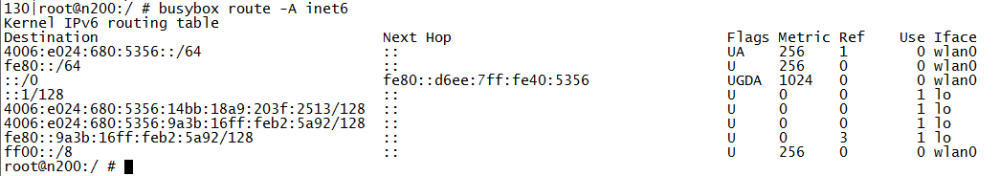 130|root@n200:/ # busybox route -A inet6
Kernel IPv6 routing table
Destination                                 Next Hop                                Flags Metric Ref    Use Iface
4006:e024:680:5356::/64                     ::                                      UA    256    1        0 wlan0
fe80::/64                                   ::                                      U     256    0        0 wlan0
::/0                                        fe80::d6ee:7ff:fe40:5356                UGDA  1024   0        0 wlan0
::1/128                                     ::                                      U     0      0        1 lo
4006:e024:680:5356:14bb:18a9:203f:2513/128  ::                                      U     0      0        1 lo
4006:e024:680:5356:9a3b:16ff:feb2:5a92/128  ::                                      U     0      0        1 lo
fe80::9a3b:16ff:feb2:5a92/128               ::                                      U     0      3        1 lo
ff00::/8                                    ::                                      U     256    0        0 wlan0
root@n200:/ #